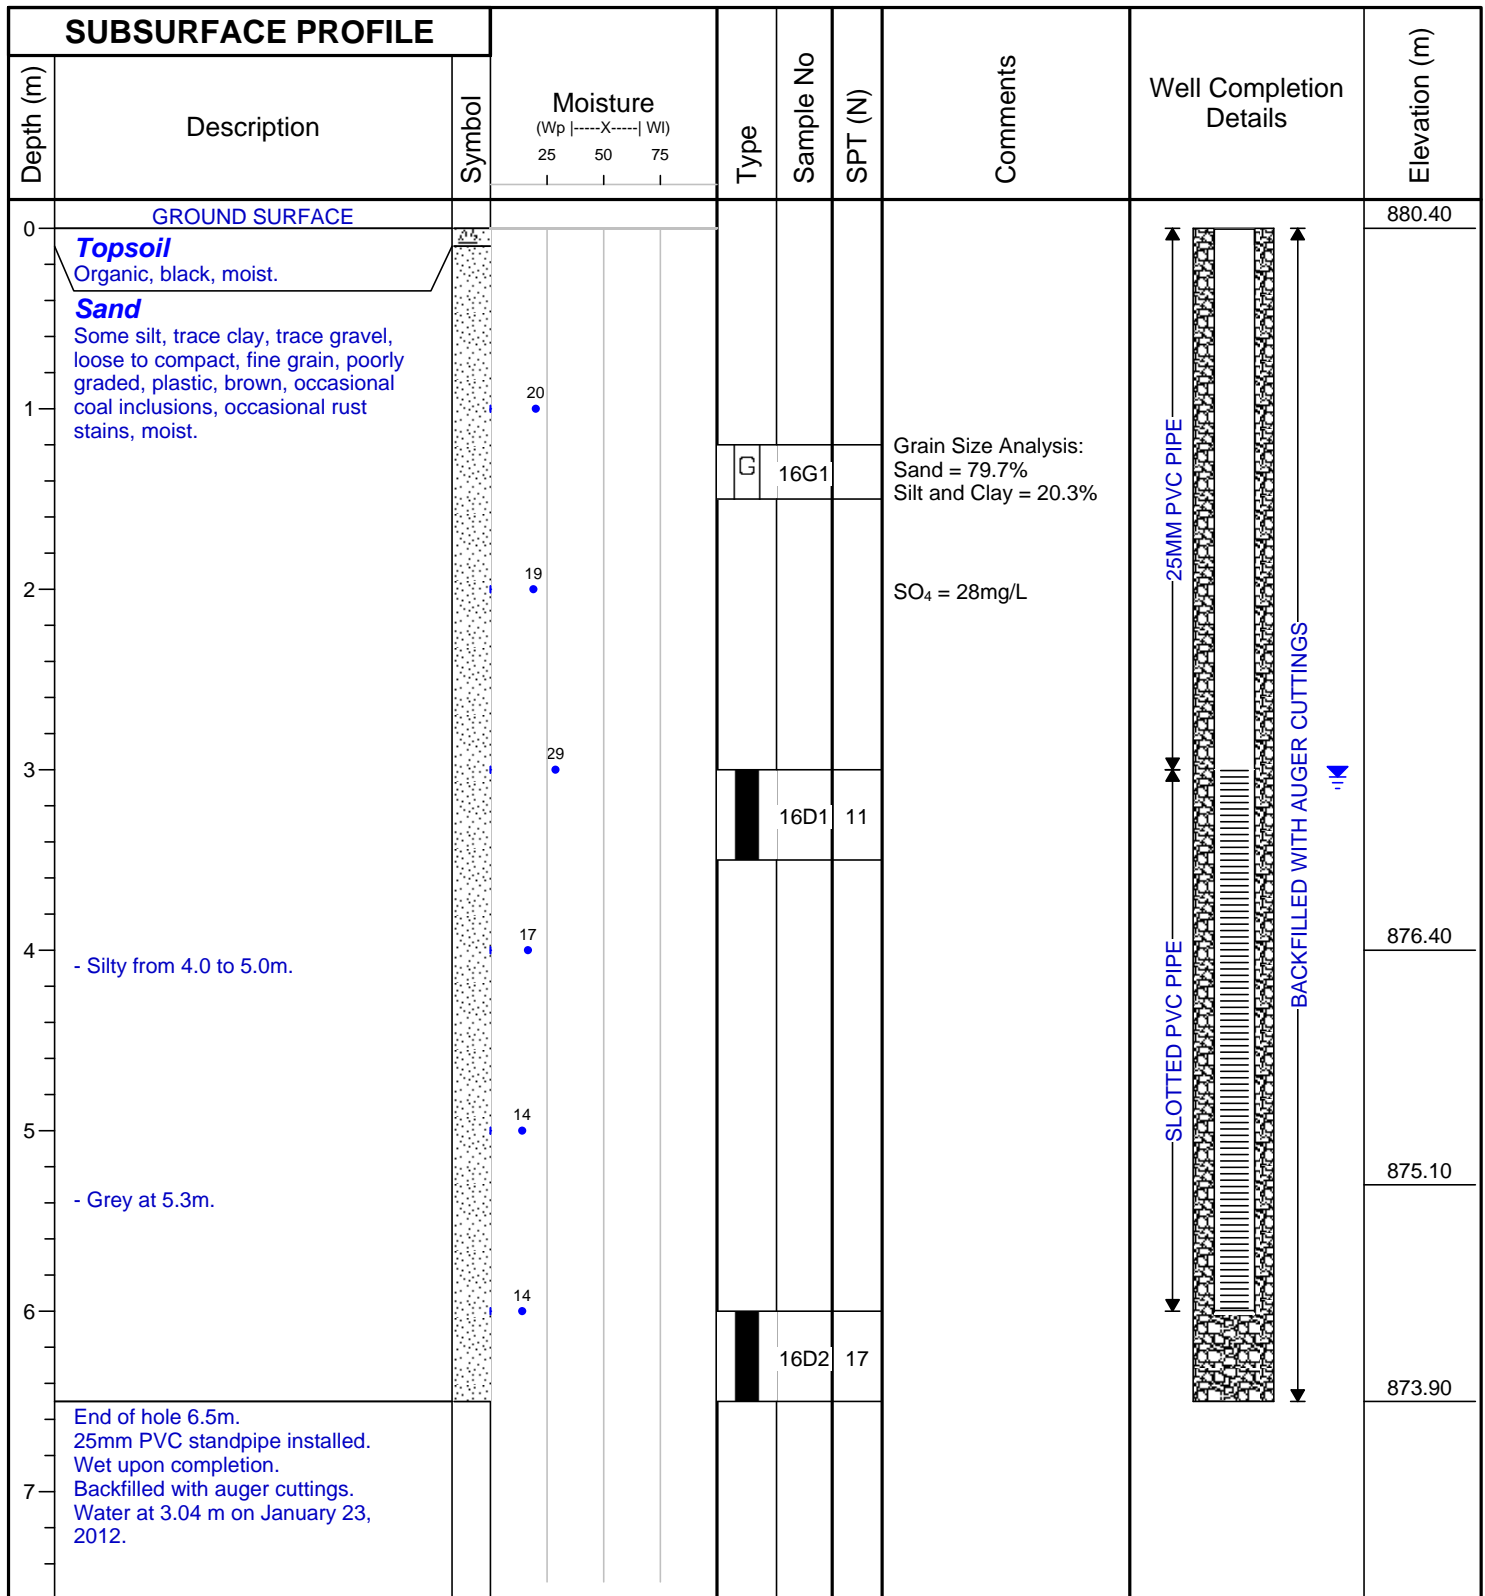 SUBSURFACE PROFILE
Depth (m)
Description
Symbol
Moisture
(Wp |-----X-----| Wl)
25 50 75
Type
Sample No
SPT (N)
Comments
Well Completion
Details
Elevation (m)
GROUND SURFACE
880.40
0
Topsoil
Organic, black, moist.
Sand
Some silt, trace clay, trace gravel,
loose to compact, fine grain, poorly
graded, plastic, brown, occasional
coal inclusions, occasional rust
stains, moist.
20
1
G
16G1
Grain Size Analysis:
Sand = 79.7%
Silt and Clay = 20.3%
25MM PVC PIPE
19
2
SO₄ = 28mg/L
BACKFILLED WITH AUGER CUTTINGS
29
3
16D1 11
17
4
876.40
- Silty from 4.0 to 5.0m.
SLOTTED PVC PIPE
14
5
875.10
- Grey at 5.3m.
14
6
16D2 17
873.90
End of hole 6.5m.
25mm PVC standpipe installed.
Wet upon completion.
Backfilled with auger cuttings.
7
Water at 3.04 m on January 23,
2012.